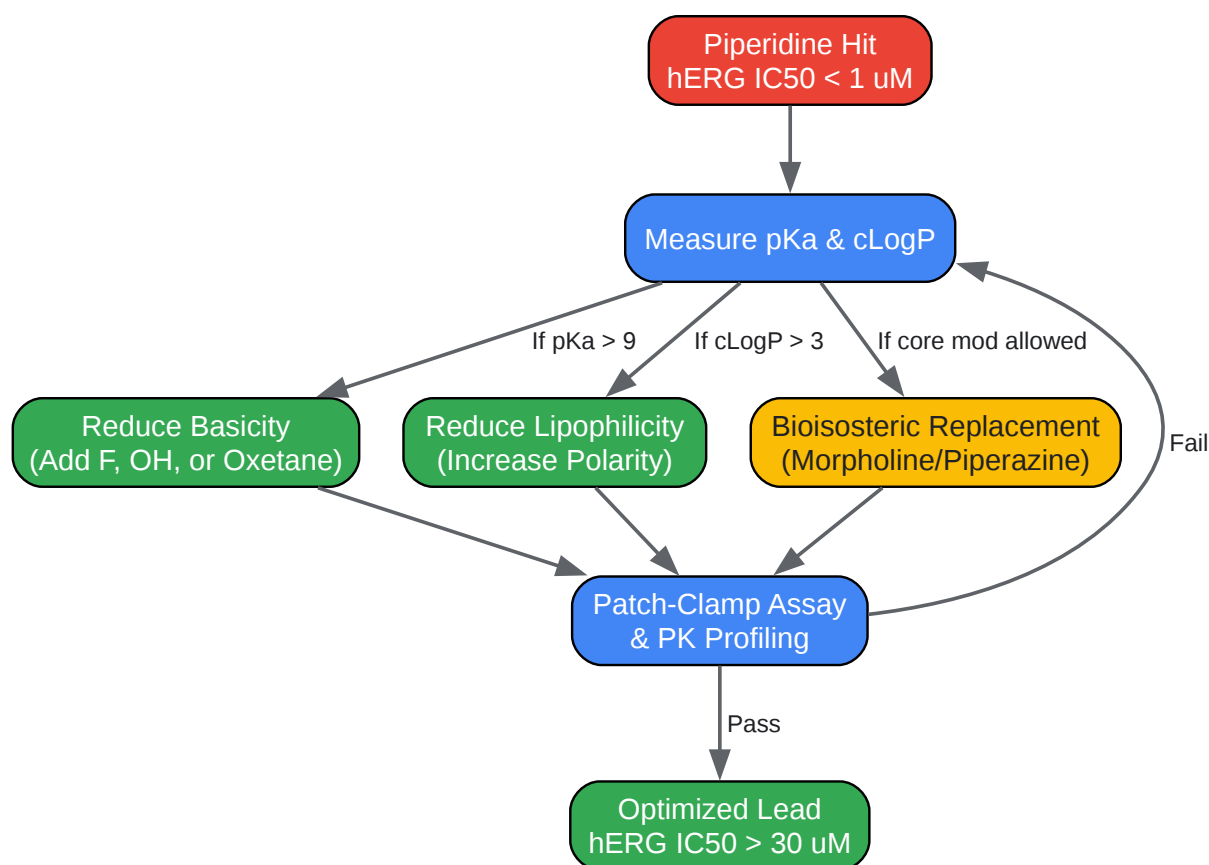 Piperidine Hit
hERG IC50 < 1 uM
Measure pKa & cLogP
If pKa > 9
If cLogP > 3
If core mod allowed
Reduce Basicity
(Add F, OH, or Oxetane)
Reduce Lipophilicity
(Increase Polarity)
Bioisosteric Replacement
(Morpholine/Piperazine)
Fail
Patch-Clamp Assay
& PK Profiling
Pass
Optimized Lead
hERG IC50 > 30 uM